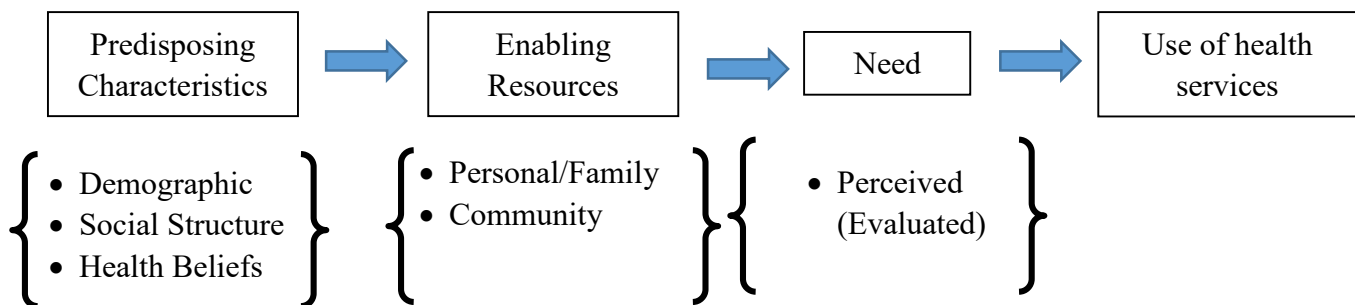 Predisposing
Characteristics
Enabling
Resources
Need
Use of health
services
• Demographic
• Social Structure
• Health Beliefs
• Personal/Family
• Community
• Perceived
(Evaluated)